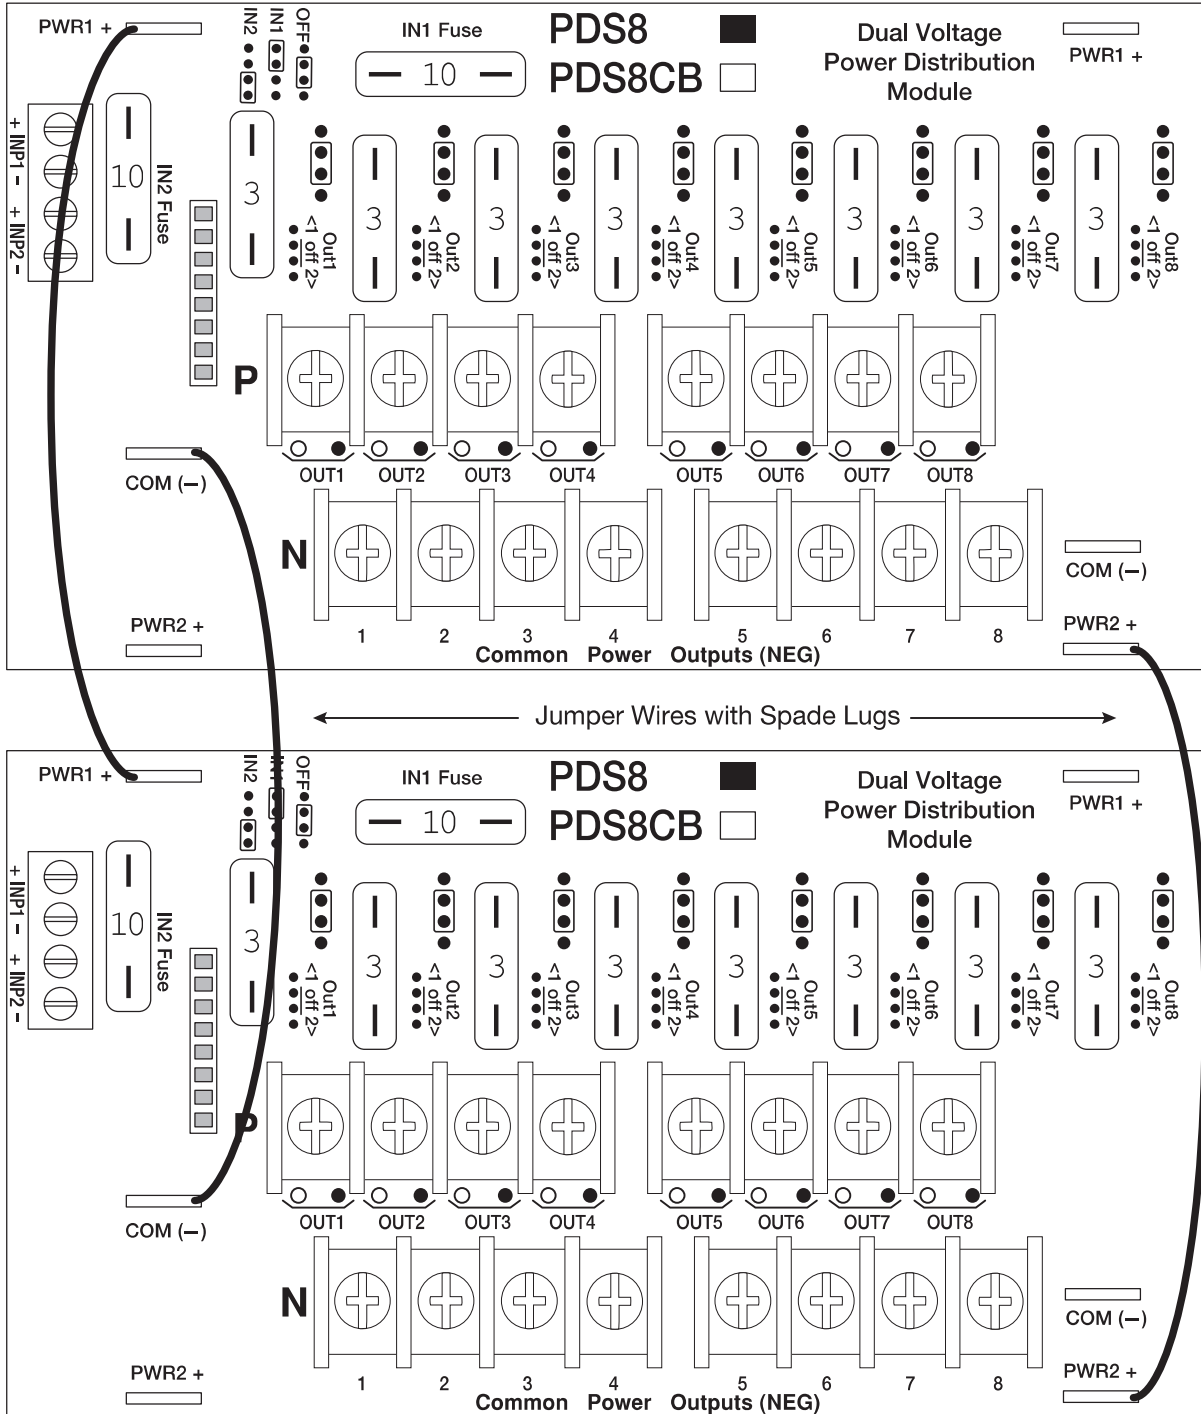 PWR1 +
IN2
IN1
OFF
IN1 Fuse
10
PDS8
PDS8CB
Dual Voltage
Power Distribution
Module
PWR1 +
+ INP1 - + INP2 -
10
IN2 Fuse
3
3
3
3
3
3
3
3
Out1
<1 off 2>
Out2
<1 off 2>
Out3
<1 off 2>
Out4
<1 off 2>
Out5
<1 off 2>
Out6
<1 off 2>
Out7
<1 off 2>
Out8
<1 off 2>
P
OUT1 OUT2 OUT3 OUT4 OUT5 OUT6 OUT7 OUT8
COM (–)
N
COM (–)
PWR2 +
PWR2 +
1 2 3 4 5 6 7 8
Common Power Outputs (NEG)
Jumper Wires with Spade Lugs
PWR1 +
IN2
IN1
OFF
IN1 Fuse
10
PDS8
PDS8CB
Dual Voltage
Power Distribution
Module
PWR1 +
+ INP1 - + INP2 -
10
IN2 Fuse
3
3
3
3
3
3
3
3
Out1
<1 off 2>
Out2
<1 off 2>
Out3
<1 off 2>
Out4
<1 off 2>
Out5
<1 off 2>
Out6
<1 off 2>
Out7
<1 off 2>
Out8
<1 off 2>
P
OUT1 OUT2 OUT3 OUT4 OUT5 OUT6 OUT7 OUT8
COM (–)
N
COM (–)
PWR2 +
PWR2 +
1 2 3 4 5 6 7 8
Common Power Outputs (NEG)